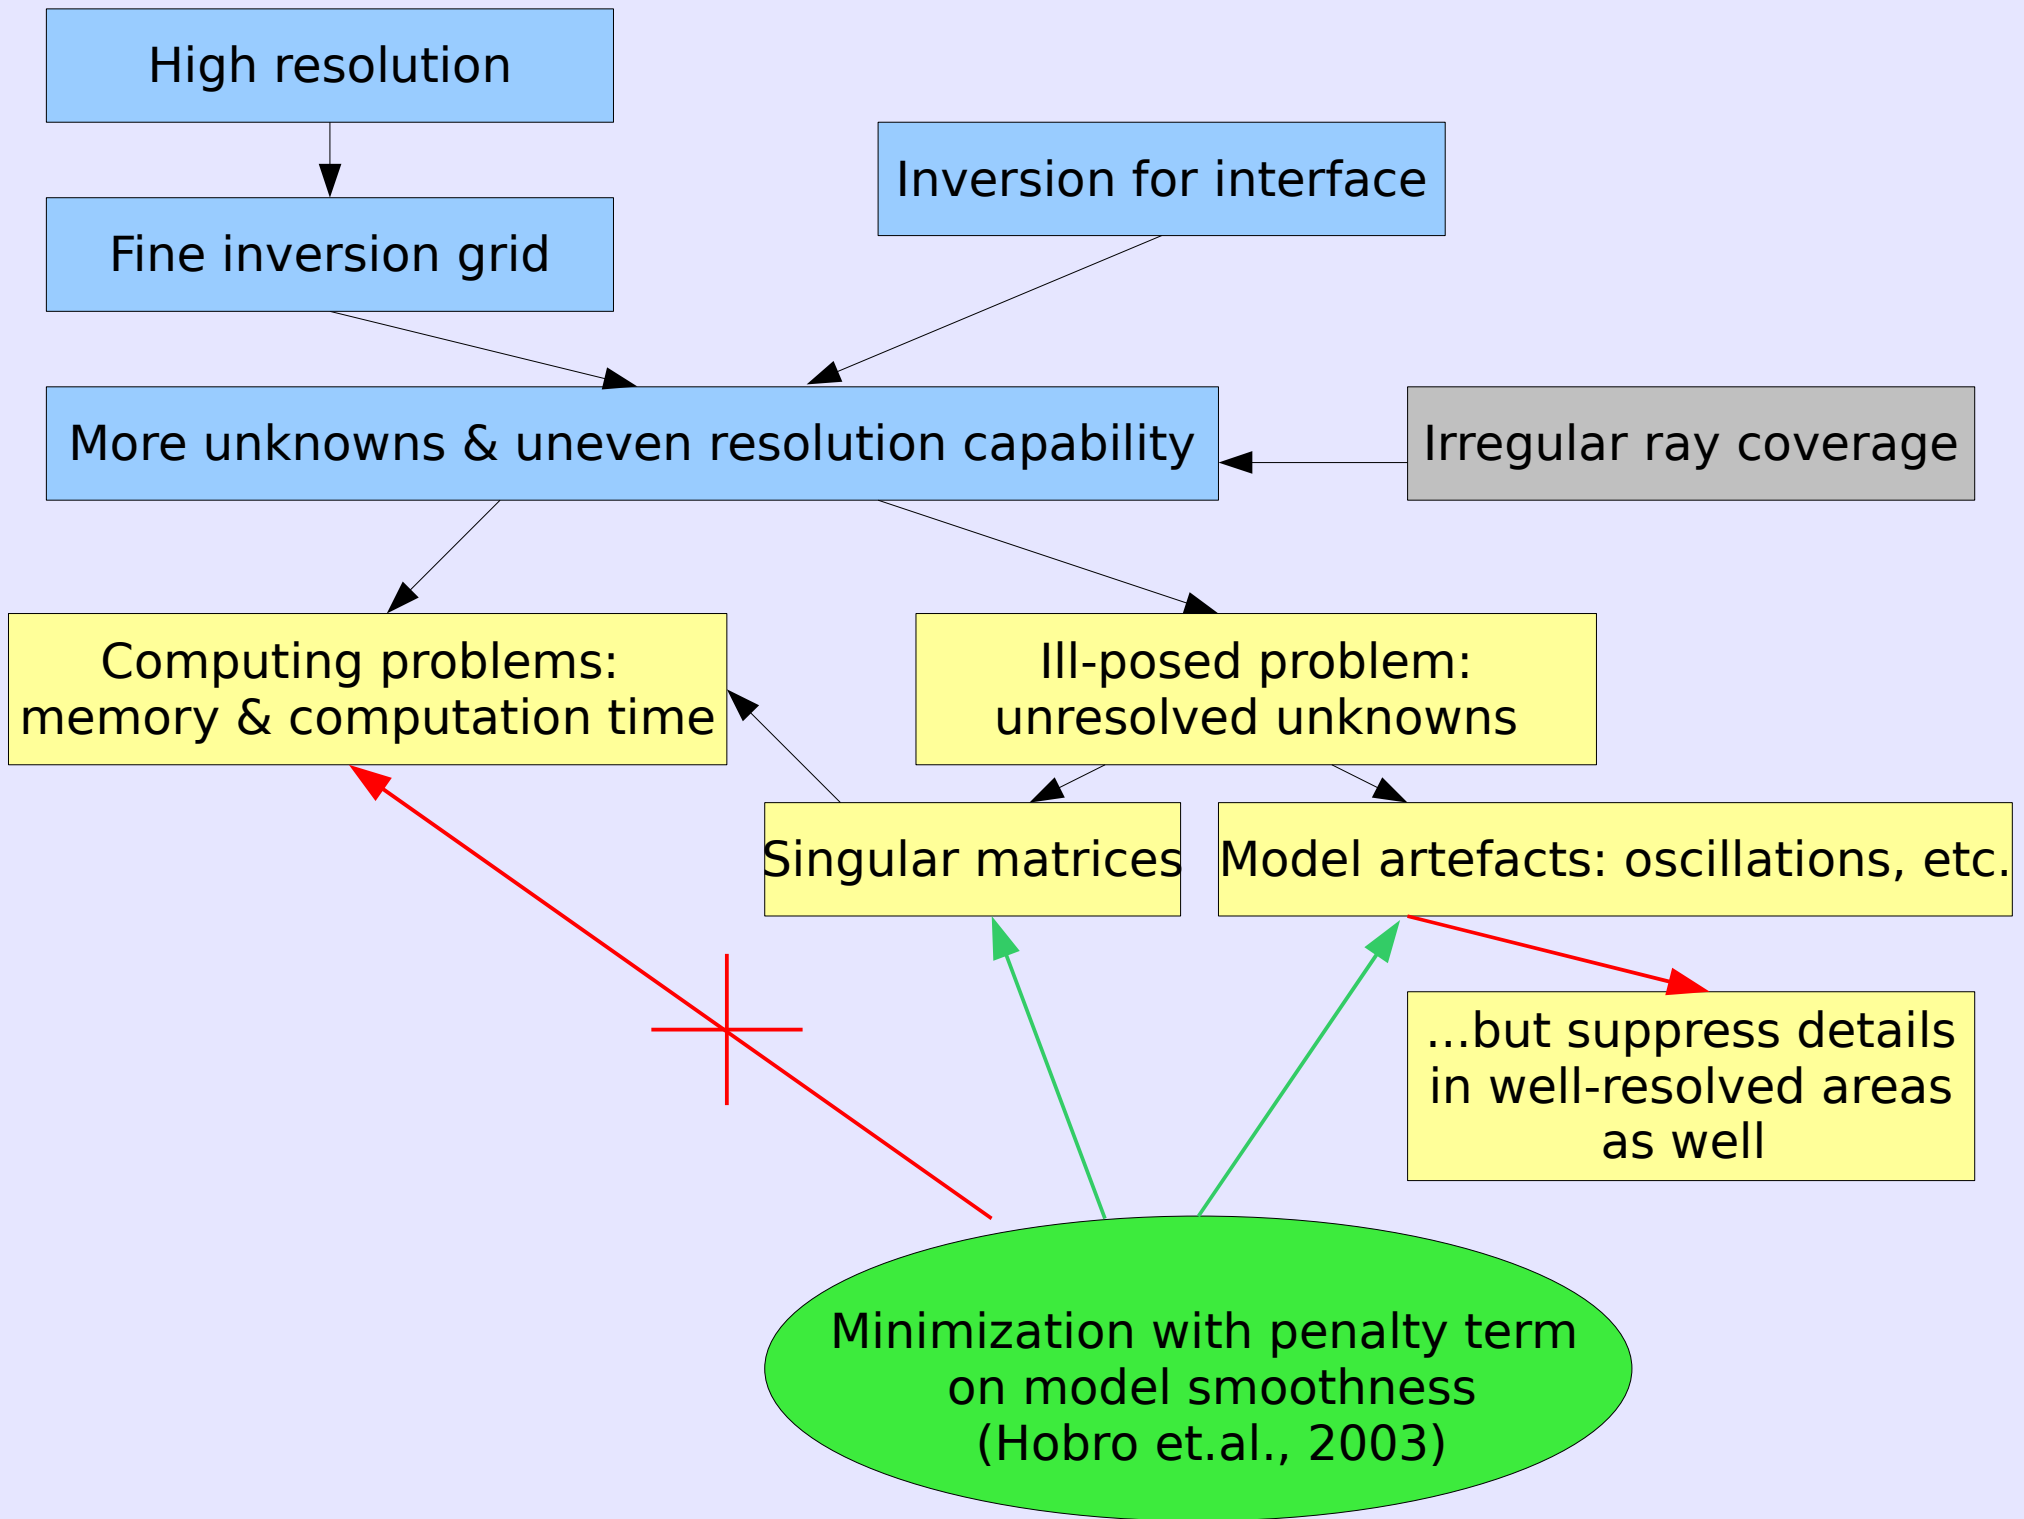 High resolution
Inversion for interface
Fine inversion grid
More unknowns & uneven resolution capability
Irregular ray coverage
Computing problems:
memory & computation time
Ill-posed problem:
unresolved unknowns
Singular matrices
Model artefacts: oscillations, etc.
...but suppress details
in well-resolved areas
as well
Minimization with penalty term
on model smoothness
(Hobro et.al., 2003)